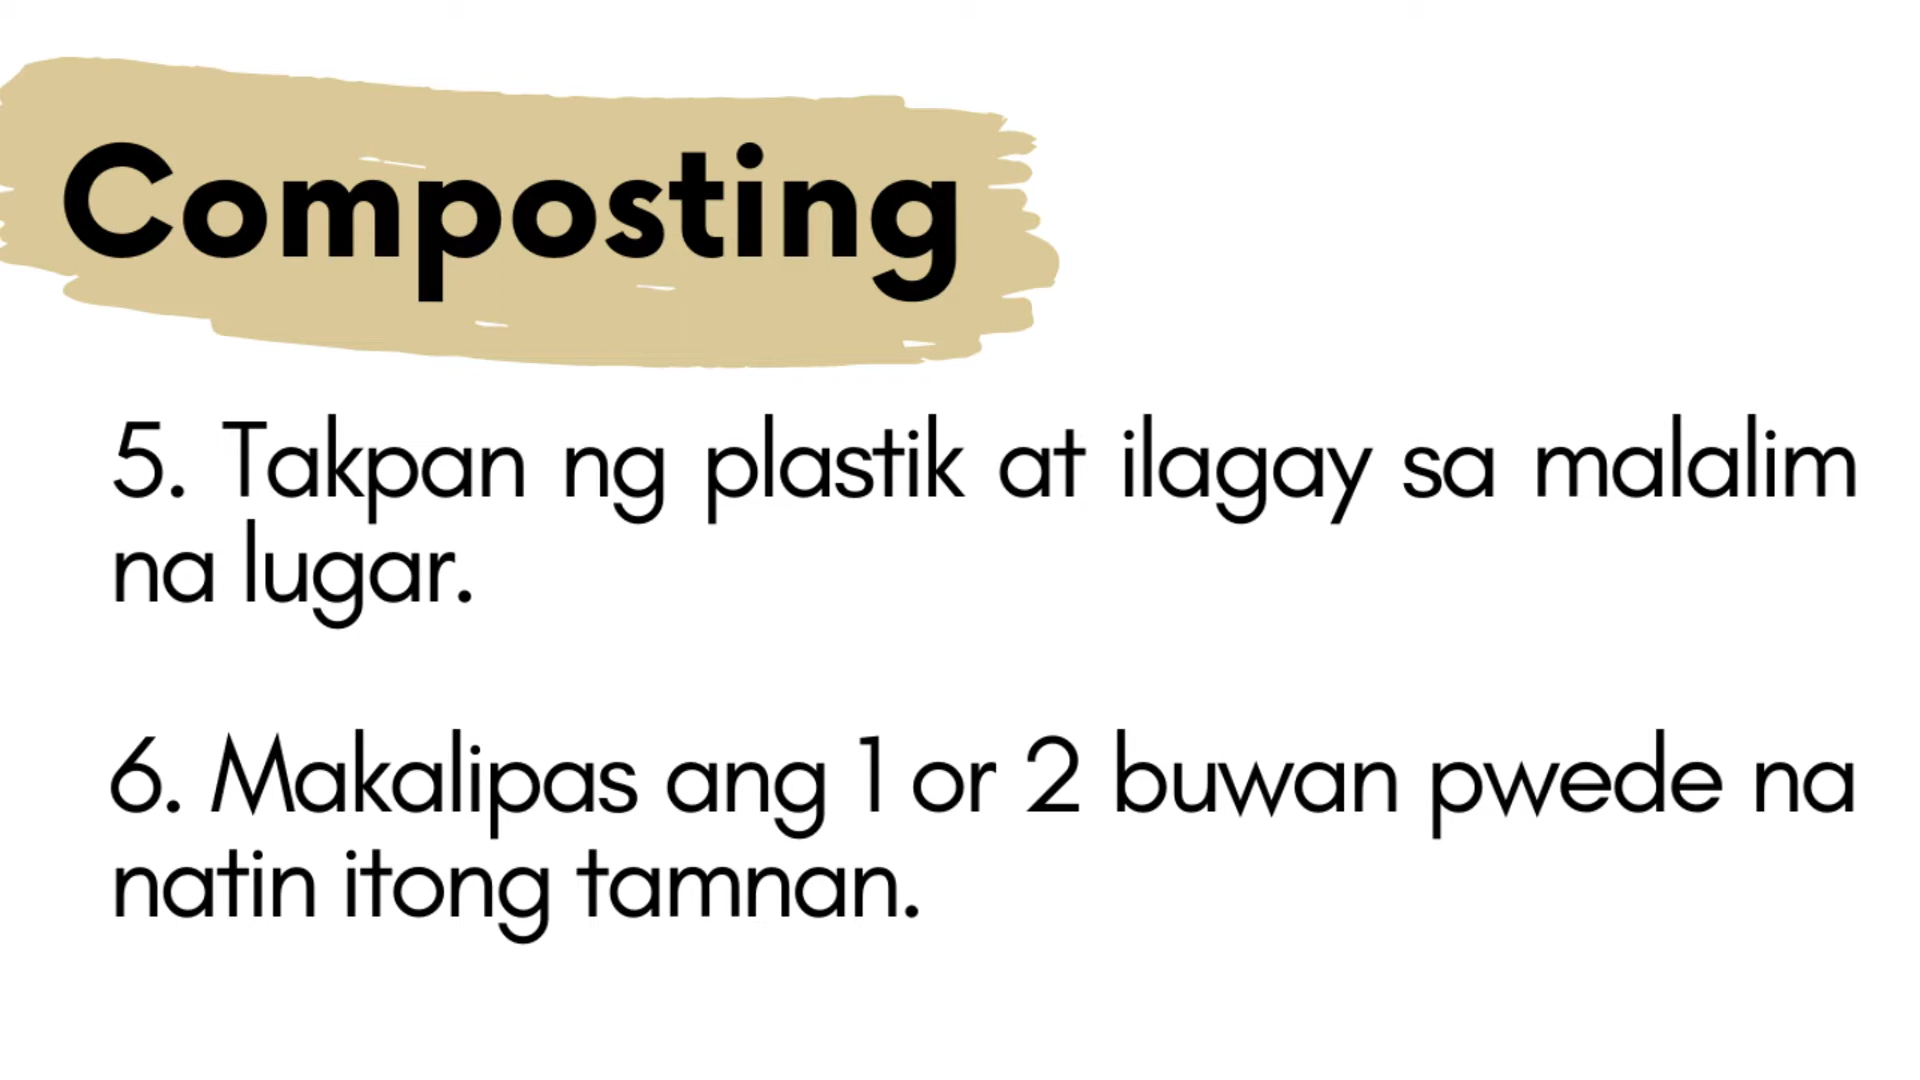 Composting
5. Takpan ng plastik at ilagay sa malalim
na lugar.
6. Makalipas ang 1 or 2 buwan pwede na
natin itong tamnan.